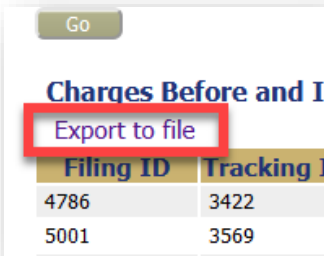 Go
Charges Before and I
Export to file
Filing ID Tracking I
4786 3422
5001 3569